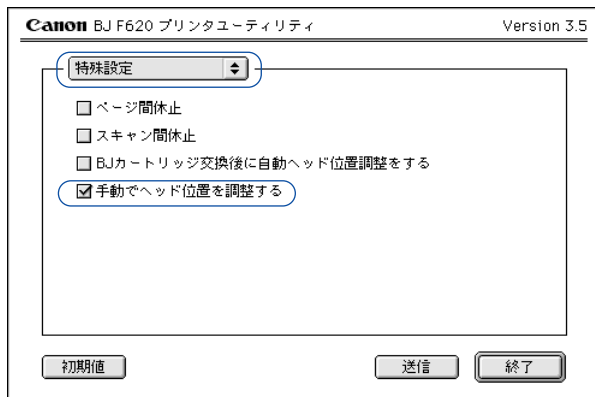 Canon BJ F620 プリンタユーティリティ Version 3.5
特殊設定
ページ間休止
スキャン間休止
BJカートリッジ交換後に自動ヘッド位置調整をする
手動でヘッド位置を調整する
初期値 送信 終了